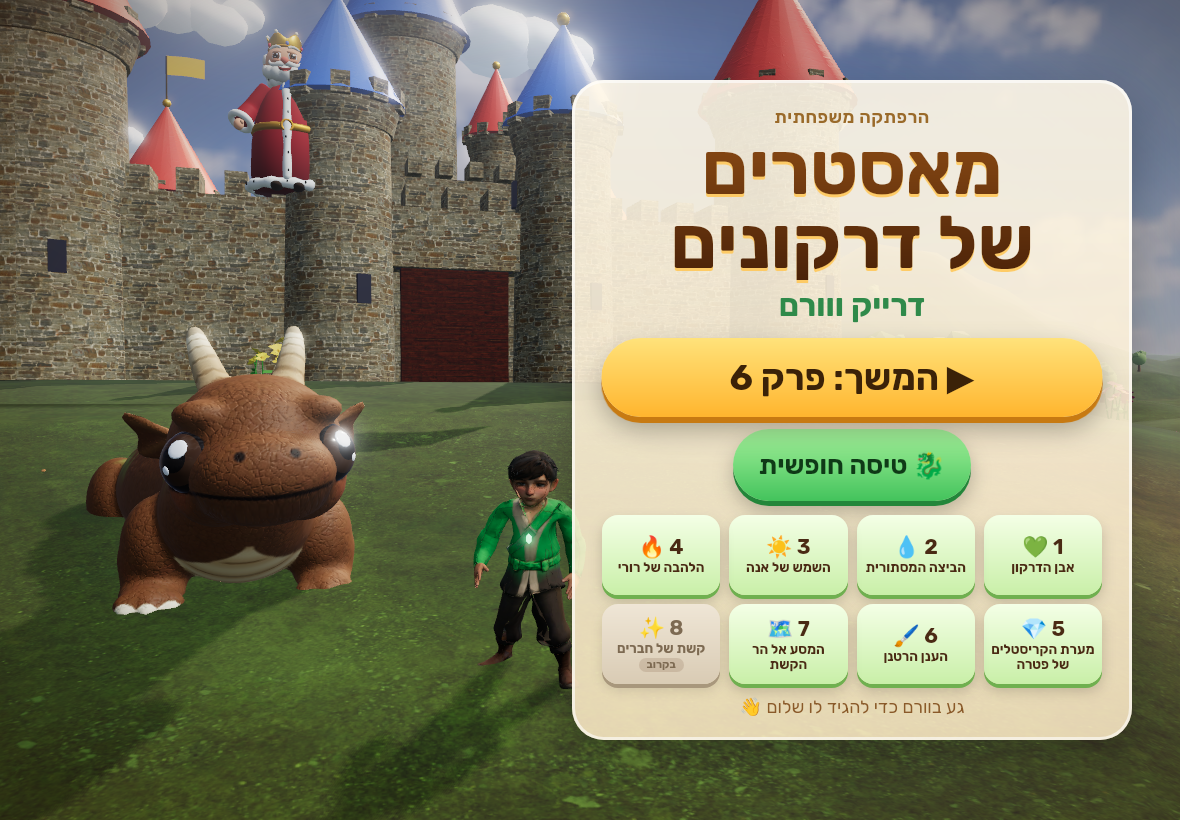 הרפתקה משפחתית
מאסטרים
של דרקונים
דרייק ווורם
▶ המשך: פרק 6
🐉 טיסה חופשית
1 💚
אבן הדרקון
2 💧
הביצה המסתורית
3 ☀️
השמש של אנה
4 🔥
הלהבה של רורי
5 💎
מערת הקריסטלים
של פטרה
6 🖌️
הענן הרטנן
7 🗺️
המסע אל הר
הקשת
8 ✨
קשת של חברים
בקרוב
גע בוורם כדי להגיד לו שלום 👋